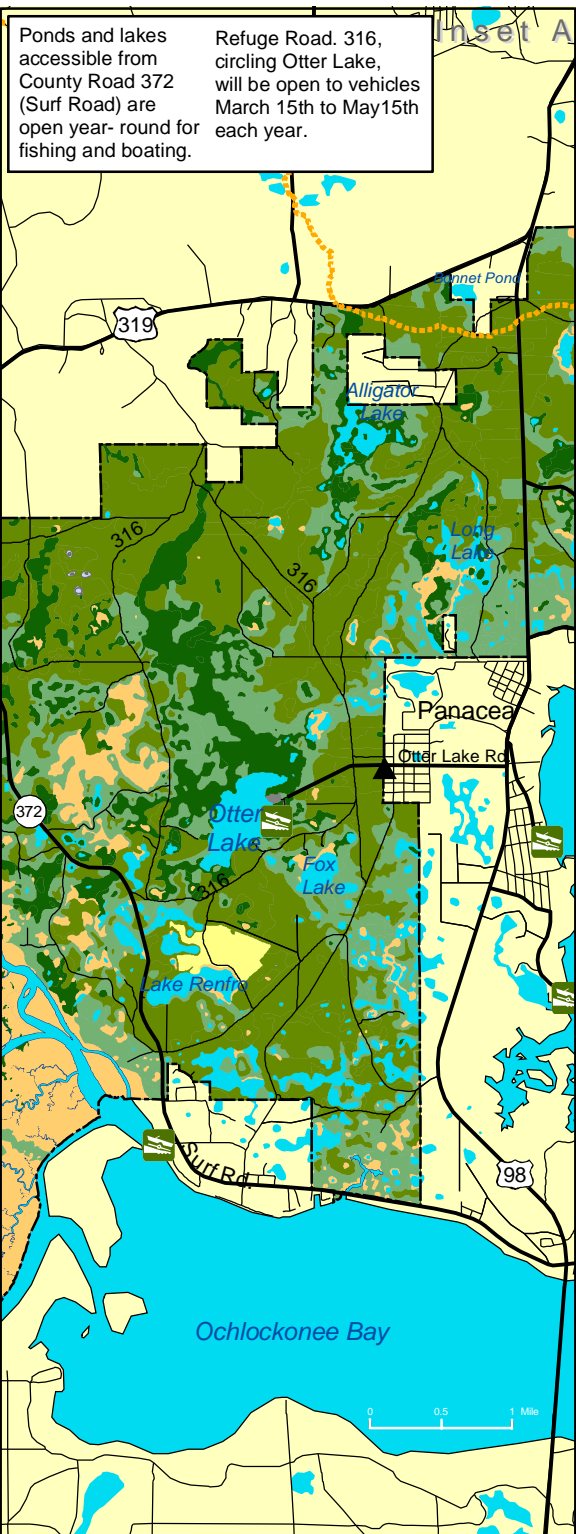 Inset A
Ponds and lakes
accessible from
County Road 372
(Surf Road) are
open year- round for
fishing and boating.
Refuge Road. 316,
circling Otter Lake,
will be open to vehicles
March 15th to May15th
each year.
Bonnet Pond
319
Alligator
Lake
316
Long
Lake
316
Panacea
Otter Lake Rd.
372
Otter
Lake
Fox
Lake
316
Lake Renfro
Surf Rd.
98
Ochlockonee Bay
0 0.5 1 Mile